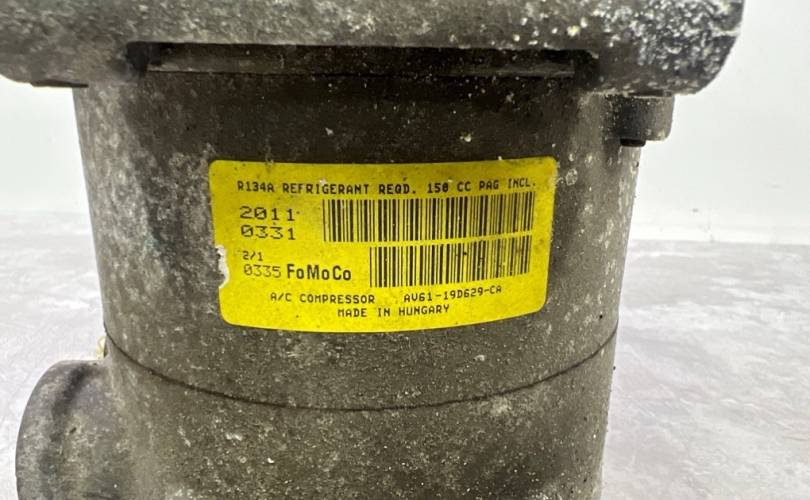 R134A REFRIGERANT REQD. 150 CC PAG INCL.
2011
0331
2/1
0335 FoMoCo
A/C COMPRESSOR AV61-19D629-CA
MADE IN HUNGARY